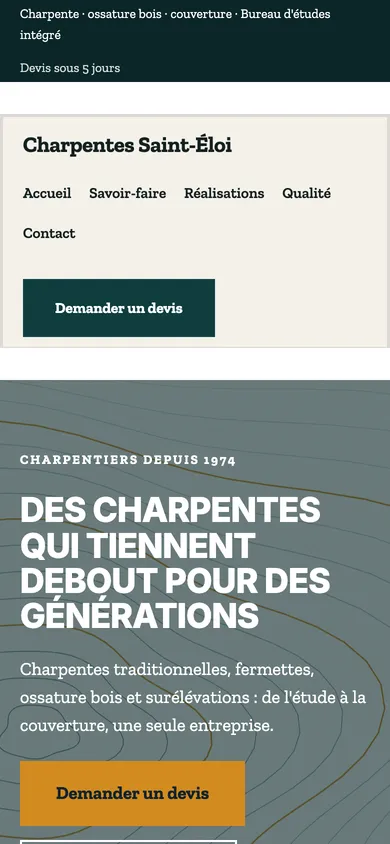 Charpente · ossature bois · couverture · Bureau d'études
intégré
Devis sous 5 jours
Charpentes Saint-Éloi
Accueil Savoir-faire Réalisations Qualité
Contact
Demander un devis
CHARPENTIERS DEPUIS 1974
DES CHARPENTES
QUI TIENNENT
DEBOUT POUR DES
GÉNÉRATIONS
Charpentes traditionnelles, fermettes,
ossature bois et surélévations : de l'étude à la
couverture, une seule entreprise.
Demander un devis